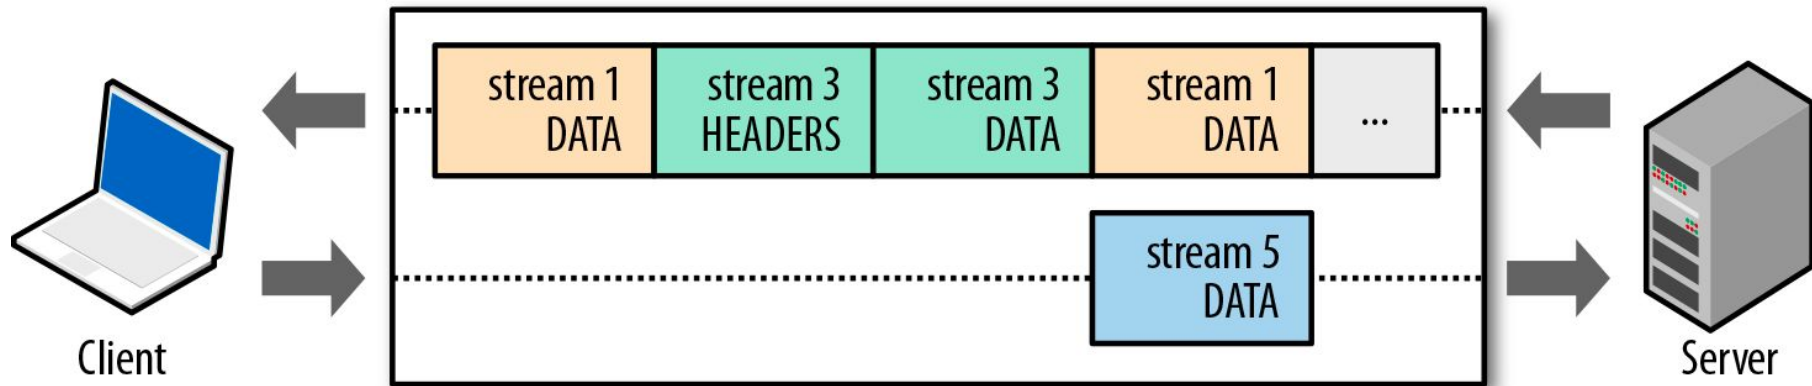 stream 1
DATA
stream 3
HEADERS
stream 3
DATA
stream 1
DATA
...
stream 5
DATA
Client
Server